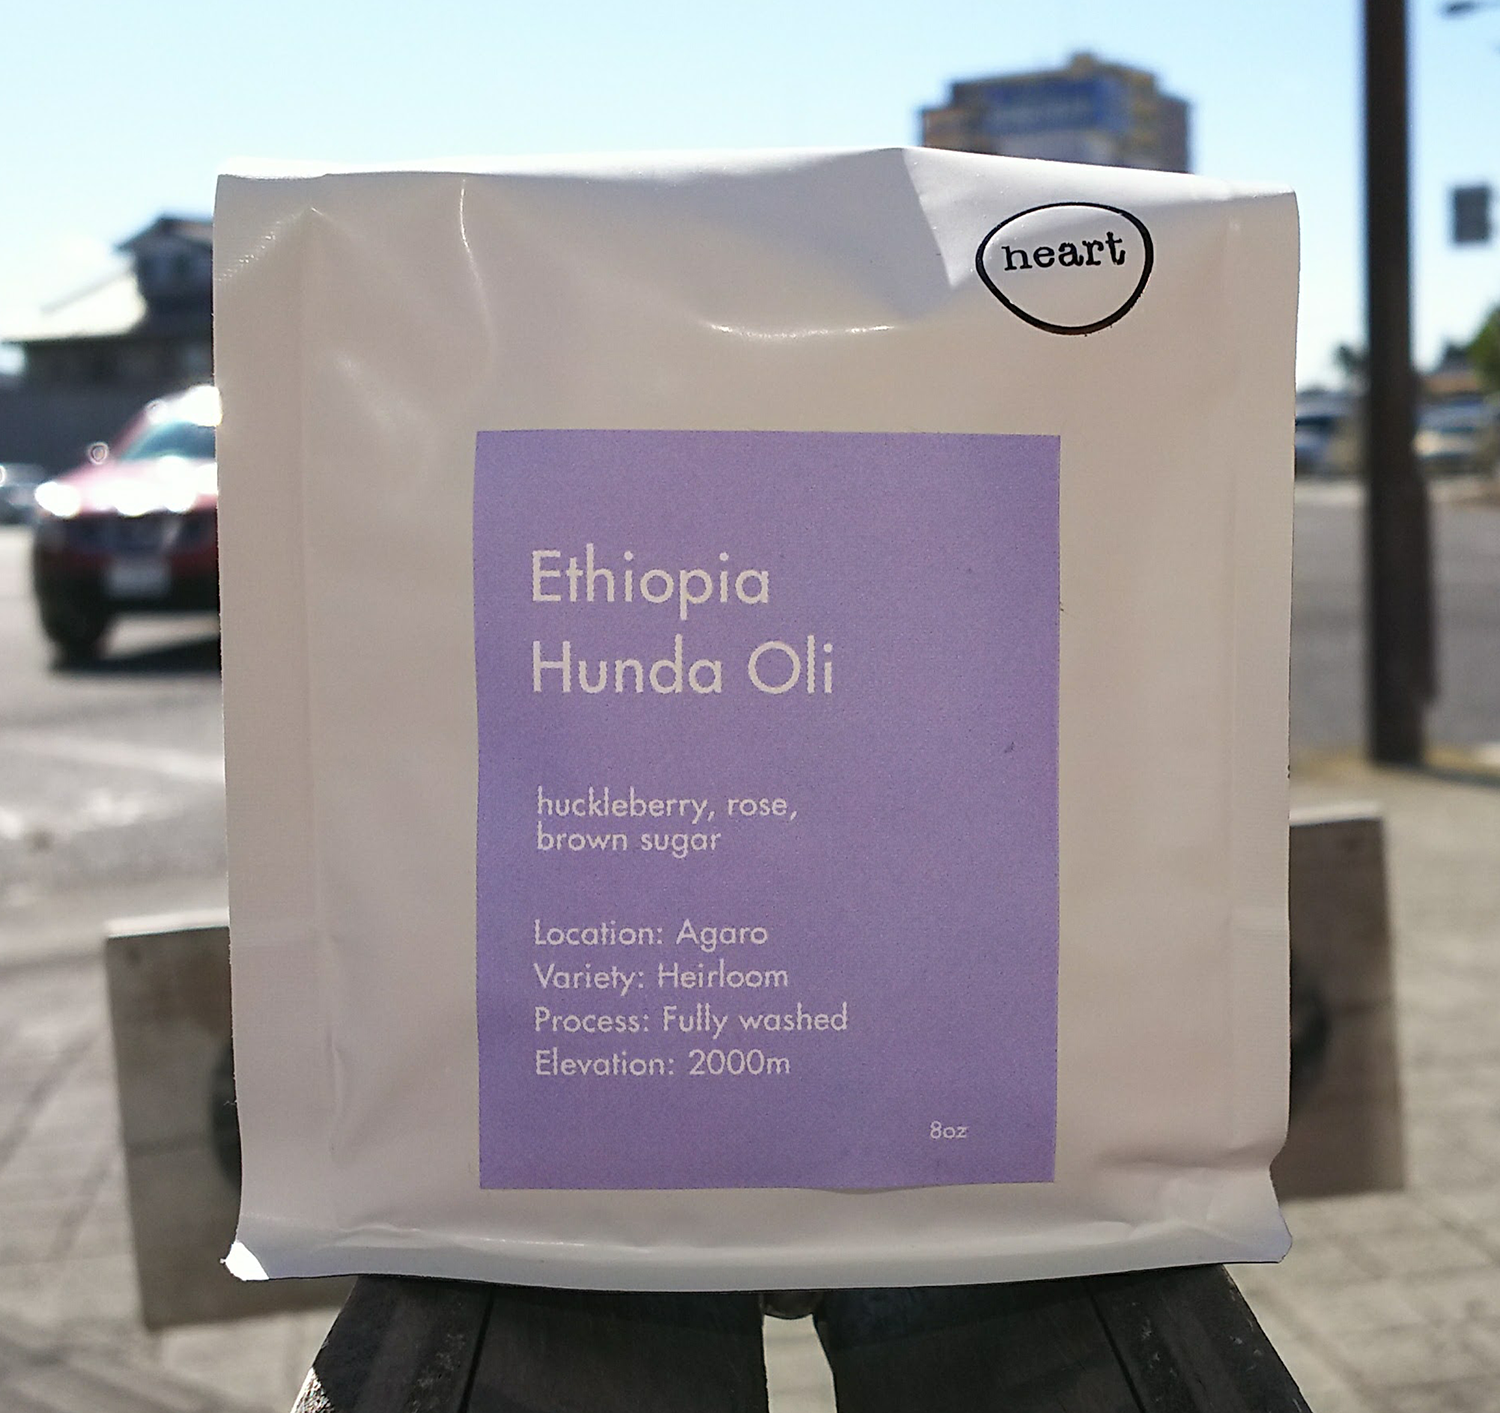 heart
Ethiopia
Hunda Oli
huckleberry, rose,
brown sugar
Location: Agaro
Variety: Heirloom
Process: Fully washed
Elevation: 2000m
8oz